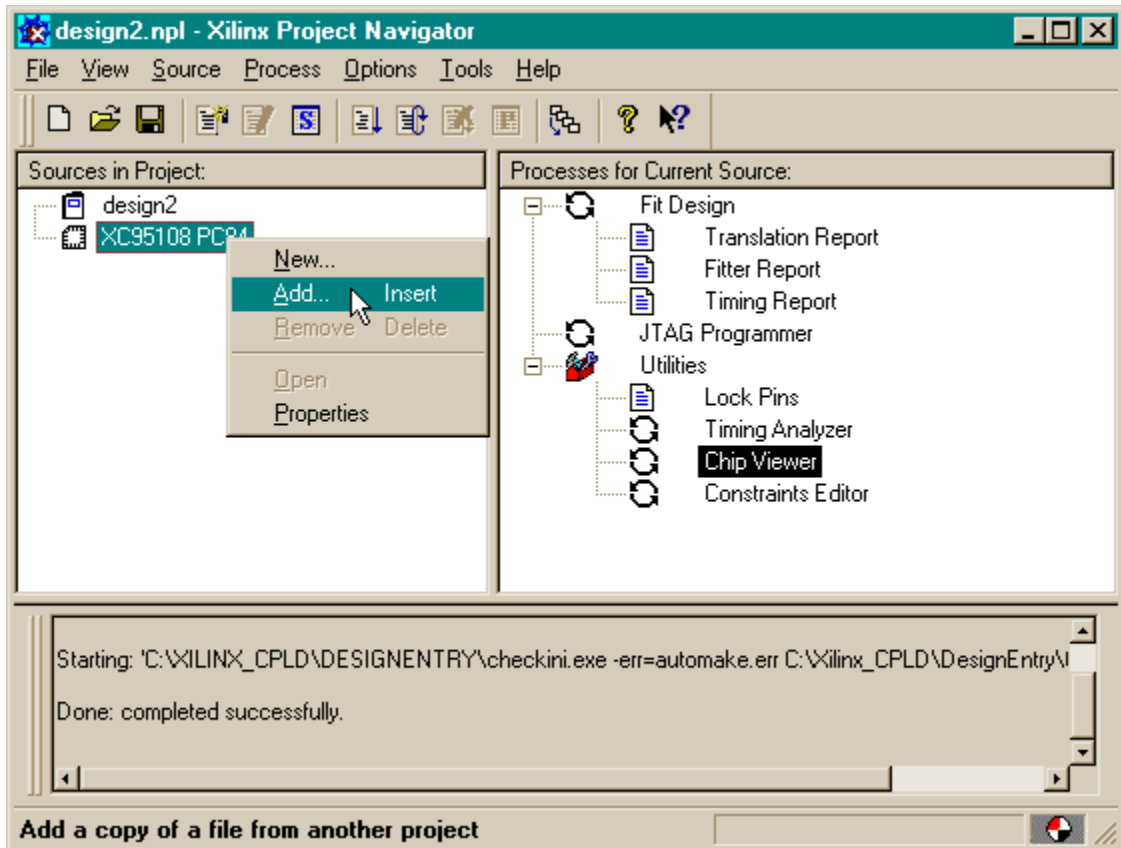 design2.npl - Xilinx Project Navigator
File View Source Process Options Tools Help
Sources in Project:
design2
XC95108 PC84
New...
Add... Insert
Remove Delete
Open
Properties
Processes for Current Source:
Fit Design
Translation Report
Fitter Report
Timing Report
JTAG Programmer
Utilities
Lock Pins
Timing Analyzer
Chip Viewer
Constraints Editor
Starting: 'C:\XILINX_CPLD\DESIGNENTRY\checkini.exe -err=automake.err C:\Xilinx_CPLD\DesignEntry\
Done: completed successfully.
Add a copy of a file from another project